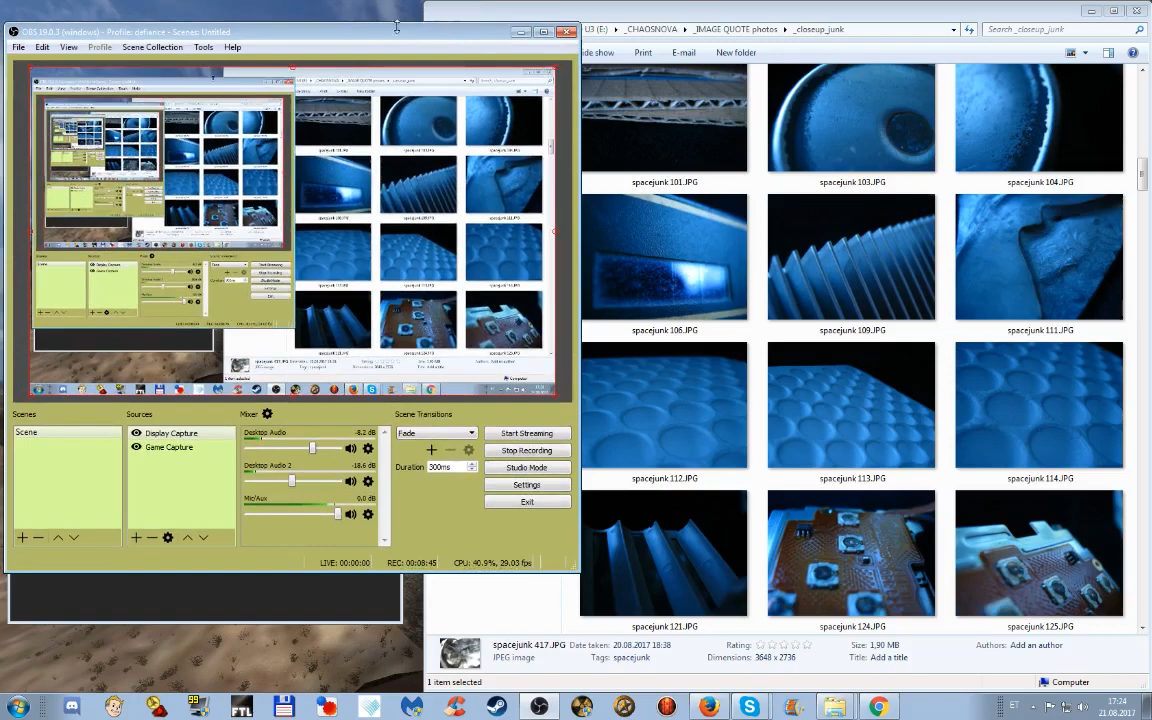 OBS 19.0.3 (windows) - Profile: defiance - Scenes: Untitled
File Edit View Profile Scene Collection Tools Help
U3 (E:) _CHAOSNOVA _IMAGE QUOTE photos _closeup_junk
Search _closeup_junk
de show Print E-mail New folder
spacejunk 101.JPG
spacejunk 103.JPG
spacejunk 104.JPG
spacejunk 106.JPG
spacejunk 109.JPG
spacejunk 111.JPG
spacejunk 112.JPG
spacejunk 113.JPG
spacejunk 114.JPG
spacejunk 121.JPG
spacejunk 124.JPG
spacejunk 125.JPG
Scenes
Scene
Sources
Display Capture
Game Capture
Mixer
Desktop Audio -8.2 dB
Desktop Audio 2 -18.6 dB
Mic/Aux 0.0 dB
Scene Transitions
Fade
Duration 300ms
Start Streaming
Stop Recording
Studio Mode
Settings
Exit
LIVE: 00:00:00 REC: 00:08:45 CPU: 40.9%, 29.03 fps
spacejunk 417.JPG Date taken: 20.08.2017 18:38 Rating: Size: 1,90 MB Authors: Add an author
JPEG image Tags: spacejunk Dimensions: 3648 x 2736 Title: Add a title
1 item selected
Computer
99
FTL
ET
17:24
21.08.2017